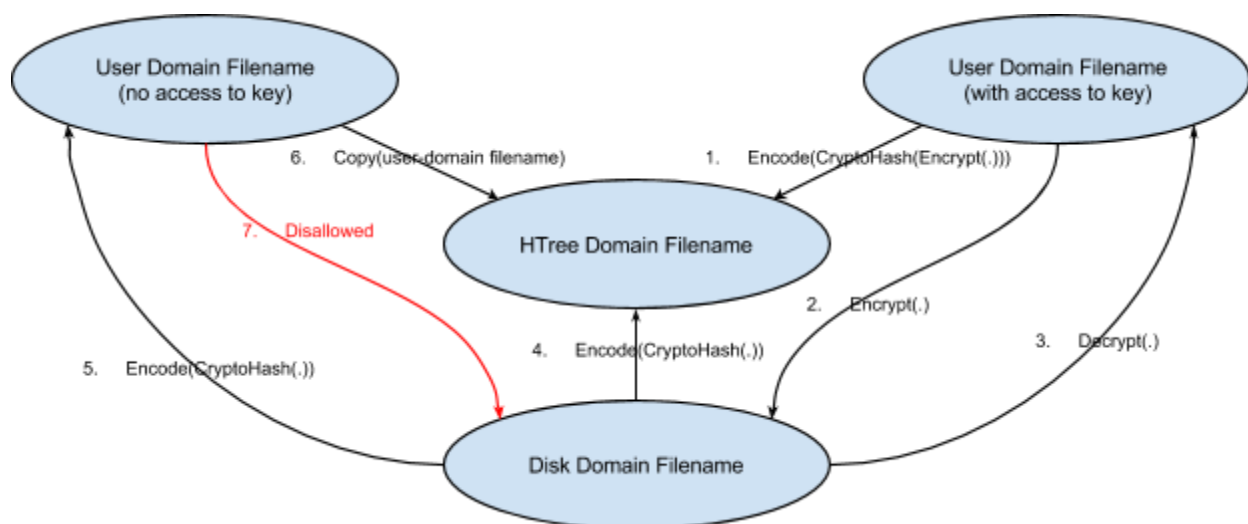 User Domain Filename
(no access to key)
User Domain Filename
(with access to key)
6. Copy(user-domain filename)
1. Encode(CryptoHash(Encrypt(.)))
7. Disallowed
HTree Domain Filename
2. Encrypt(.)
3. Decrypt(.)
4. Encode(CryptoHash(.))
5. Encode(CryptoHash(.))
Disk Domain Filename